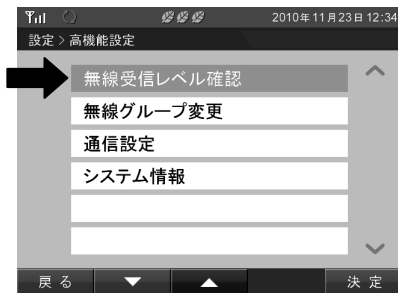 2010年11月23日 12:34
設定 > 高機能設定
無線受信レベル確認
無線グループ変更
通信設定
システム情報
戻る ▼ ▲ 決定